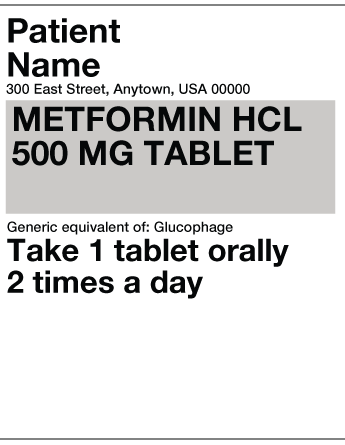 Patient
Name
300 East Street, Anytown, USA 00000
METFORMIN HCL
500 MG TABLET
Generic equivalent of: Glucophage
Take 1 tablet orally
2 times a day